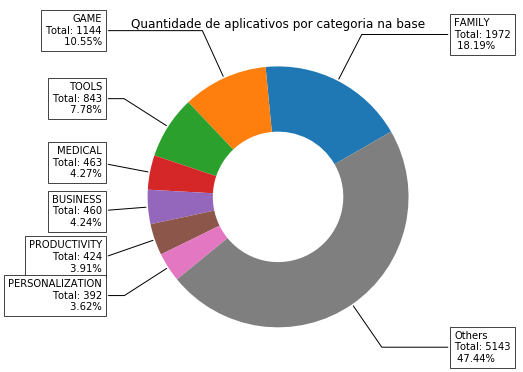 Quantidade de aplicativos por categoria na base
GAME
Total: 1144
10.55%
FAMILY
Total: 1972
18.19%
TOOLS
Total: 843
7.78%
MEDICAL
Total: 463
4.27%
BUSINESS
Total: 460
4.24%
PRODUCTIVITY
Total: 424
3.91%
PERSONALIZATION
Total: 392
3.62%
Others
Total: 5143
47.44%